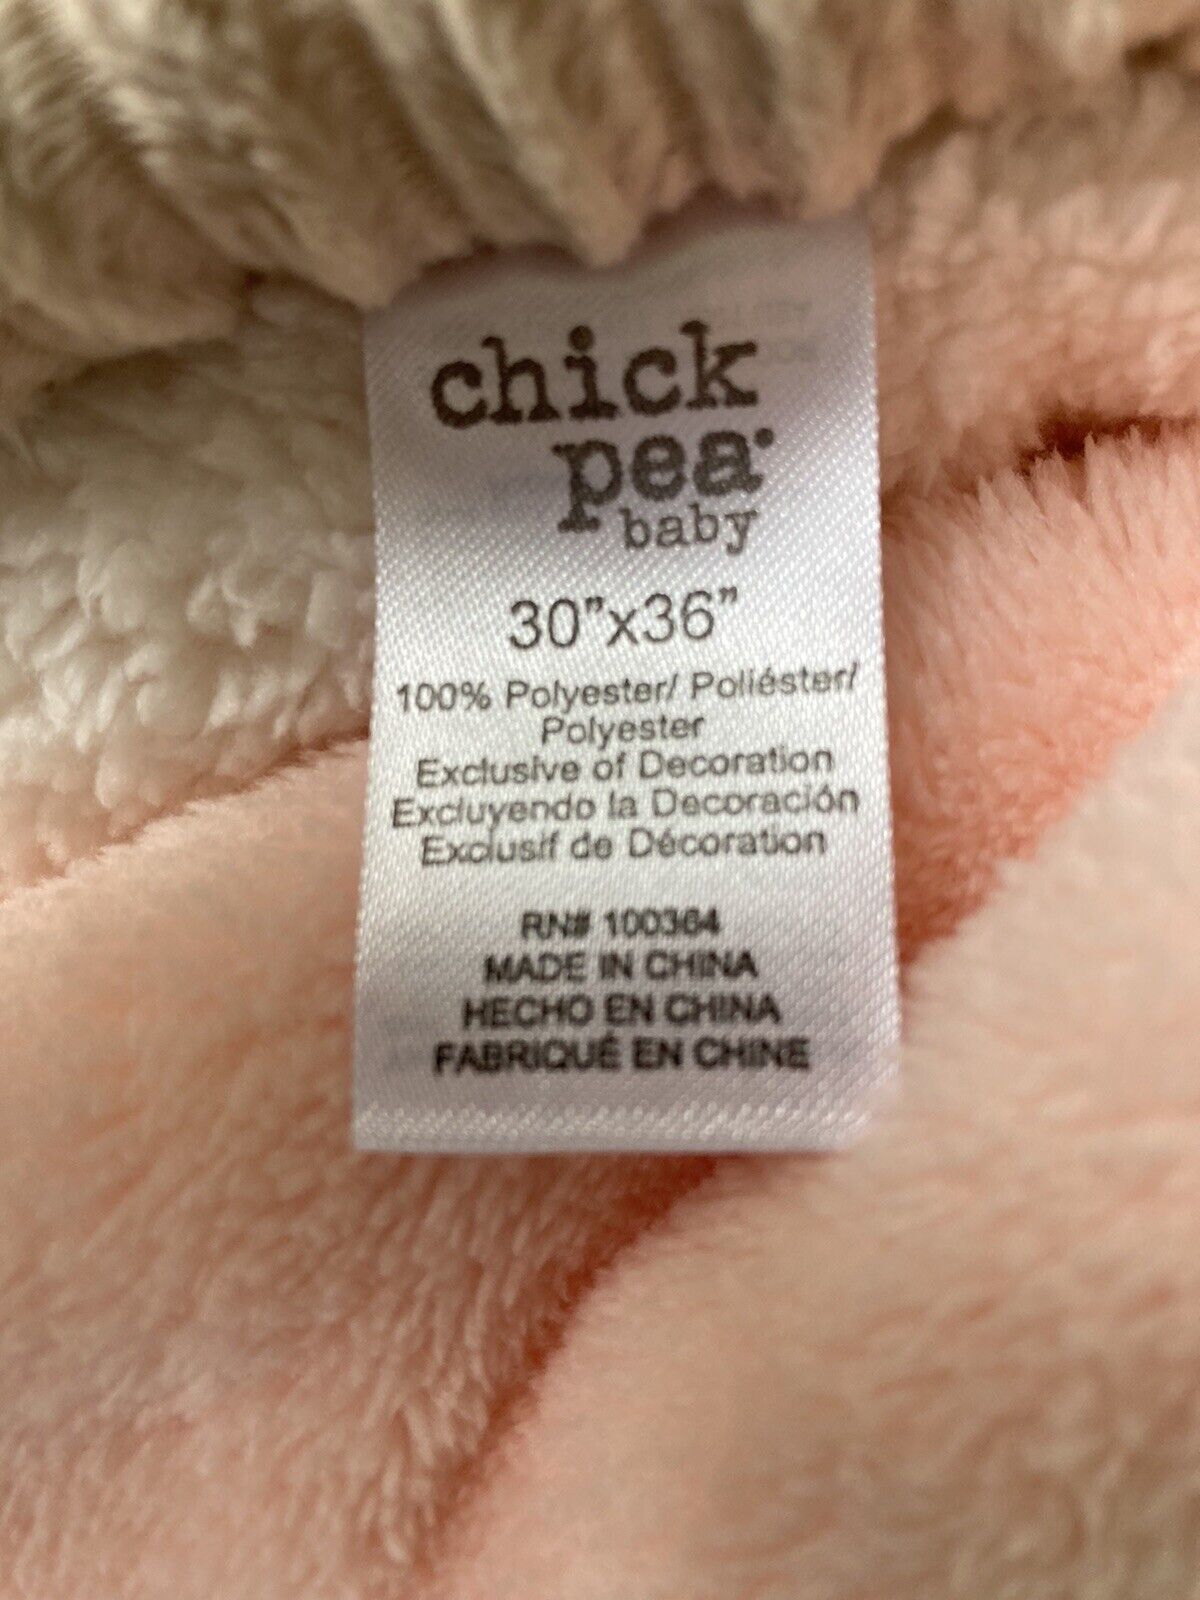 chick
pea
baby
30"x36"
100% Polyester/ Poliéster/
Polyester
Exclusive of Decoration
Excluyendo la Decoración
Exclusif de Décoration
RN# 100364
MADE IN CHINA
HECHO EN CHINA
FABRIQUÉ EN CHINE